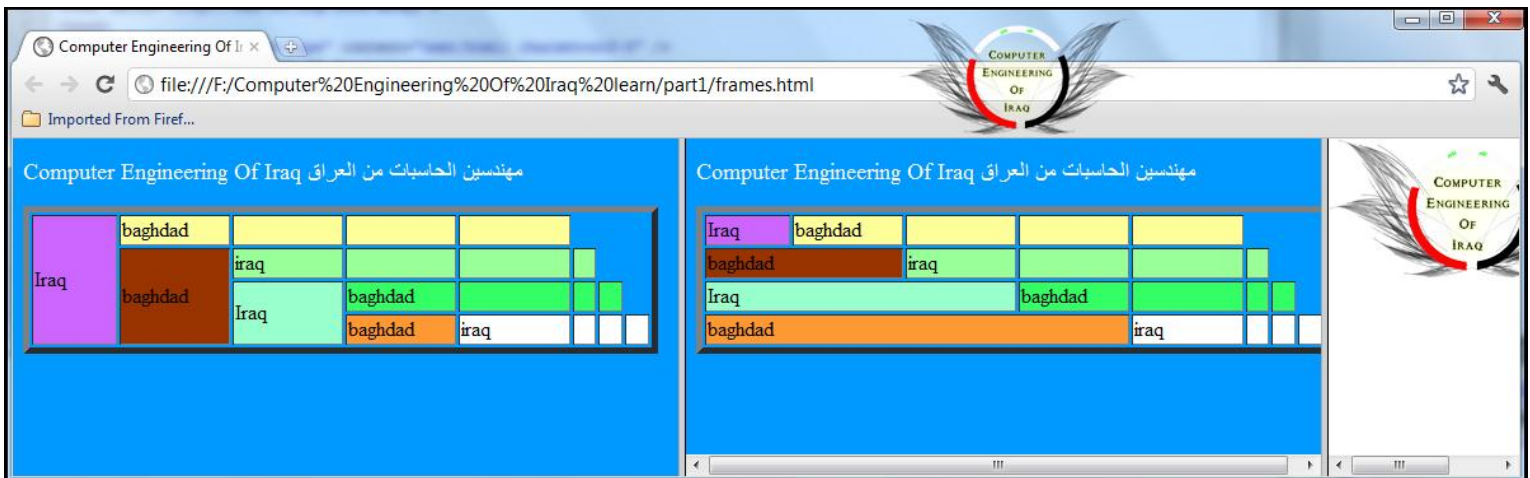 Computer Engineering Of Ir
file:///F:/Computer%20Engineering%20Of%20Iraq%20learn/part1/frames.html
Imported From Firef...
COMPUTER
ENGINEERING
OF
IRAQ
Computer Engineering Of Iraq مهندسين الحاسبات من العراق
Iraq
baghdad
baghdad
iraq
Iraq
baghdad
baghdad
iraq
Computer Engineering Of Iraq مهندسين الحاسبات من العراق
Iraq baghdad
baghdad iraq
Iraq baghdad
baghdad iraq
COMPUTER
ENGINEERING
OF
IRAQ